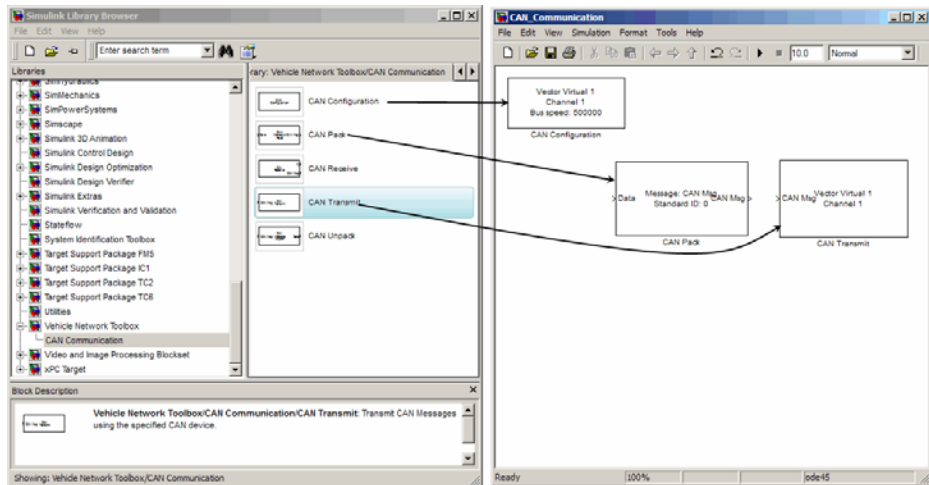 Simulink Library Browser
File Edit View Help
Enter search term
Libraries
SimHydraulics
SimMechanics
SimPowerSystems
Simscape
Simulink 3D Animation
Simulink Control Design
Simulink Design Optimization
Simulink Design Verifier
Simulink Extras
Simulink Verification and Validation
Stateflow
System Identification Toolbox
Target Support Package FM5
Target Support Package IC1
Target Support Package TC2
Target Support Package TC6
Utilities
Vehicle Network Toolbox
CAN Communication
Video and Image Processing Blockset
xPC Target
rary: Vehicle Network Toolbox/CAN Communication
CAN Configuration
CAN Pack
CAN Receive
CAN Transmit
CAN Unpack
Block Description
Vehicle Network Toolbox/CAN Communication/CAN Transmit: Transmit CAN Messages
using the specified CAN device.
Showing: Vehicle Network Toolbox/CAN Communication
CAN_Communication
File Edit View Simulation Format Tools Help
10.0 Normal
Vector Virtual 1
Channel 1
Bus speed: 500000
CAN Configuration
Data
Message: CAN Msg
Standard ID: 0
CAN Msg
CAN Pack
CAN Msg
Vector Virtual 1
Channel 1
CAN Transmit
Ready 100% ode45